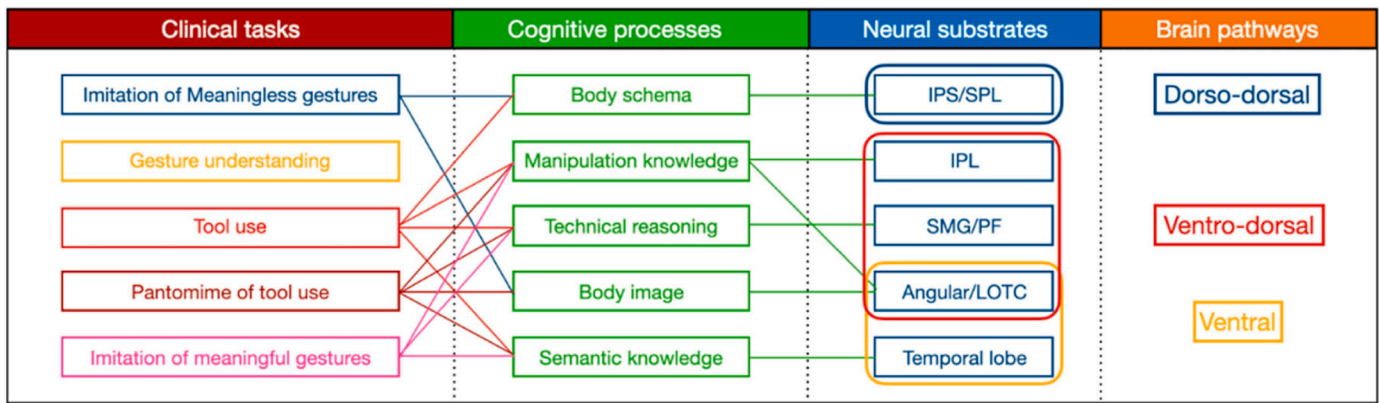 Clinical tasks
Cognitive processes
Neural substrates
Brain pathways
Imitation of Meaningless gestures
Body schema
IPS/SPL
Dorso-dorsal
Gesture understanding
Manipulation knowledge
IPL
Tool use
Technical reasoning
SMG/PF
Ventro-dorsal
Pantomime of tool use
Body image
Angular/LOTC
Ventral
Imitation of meaningful gestures
Semantic knowledge
Temporal lobe